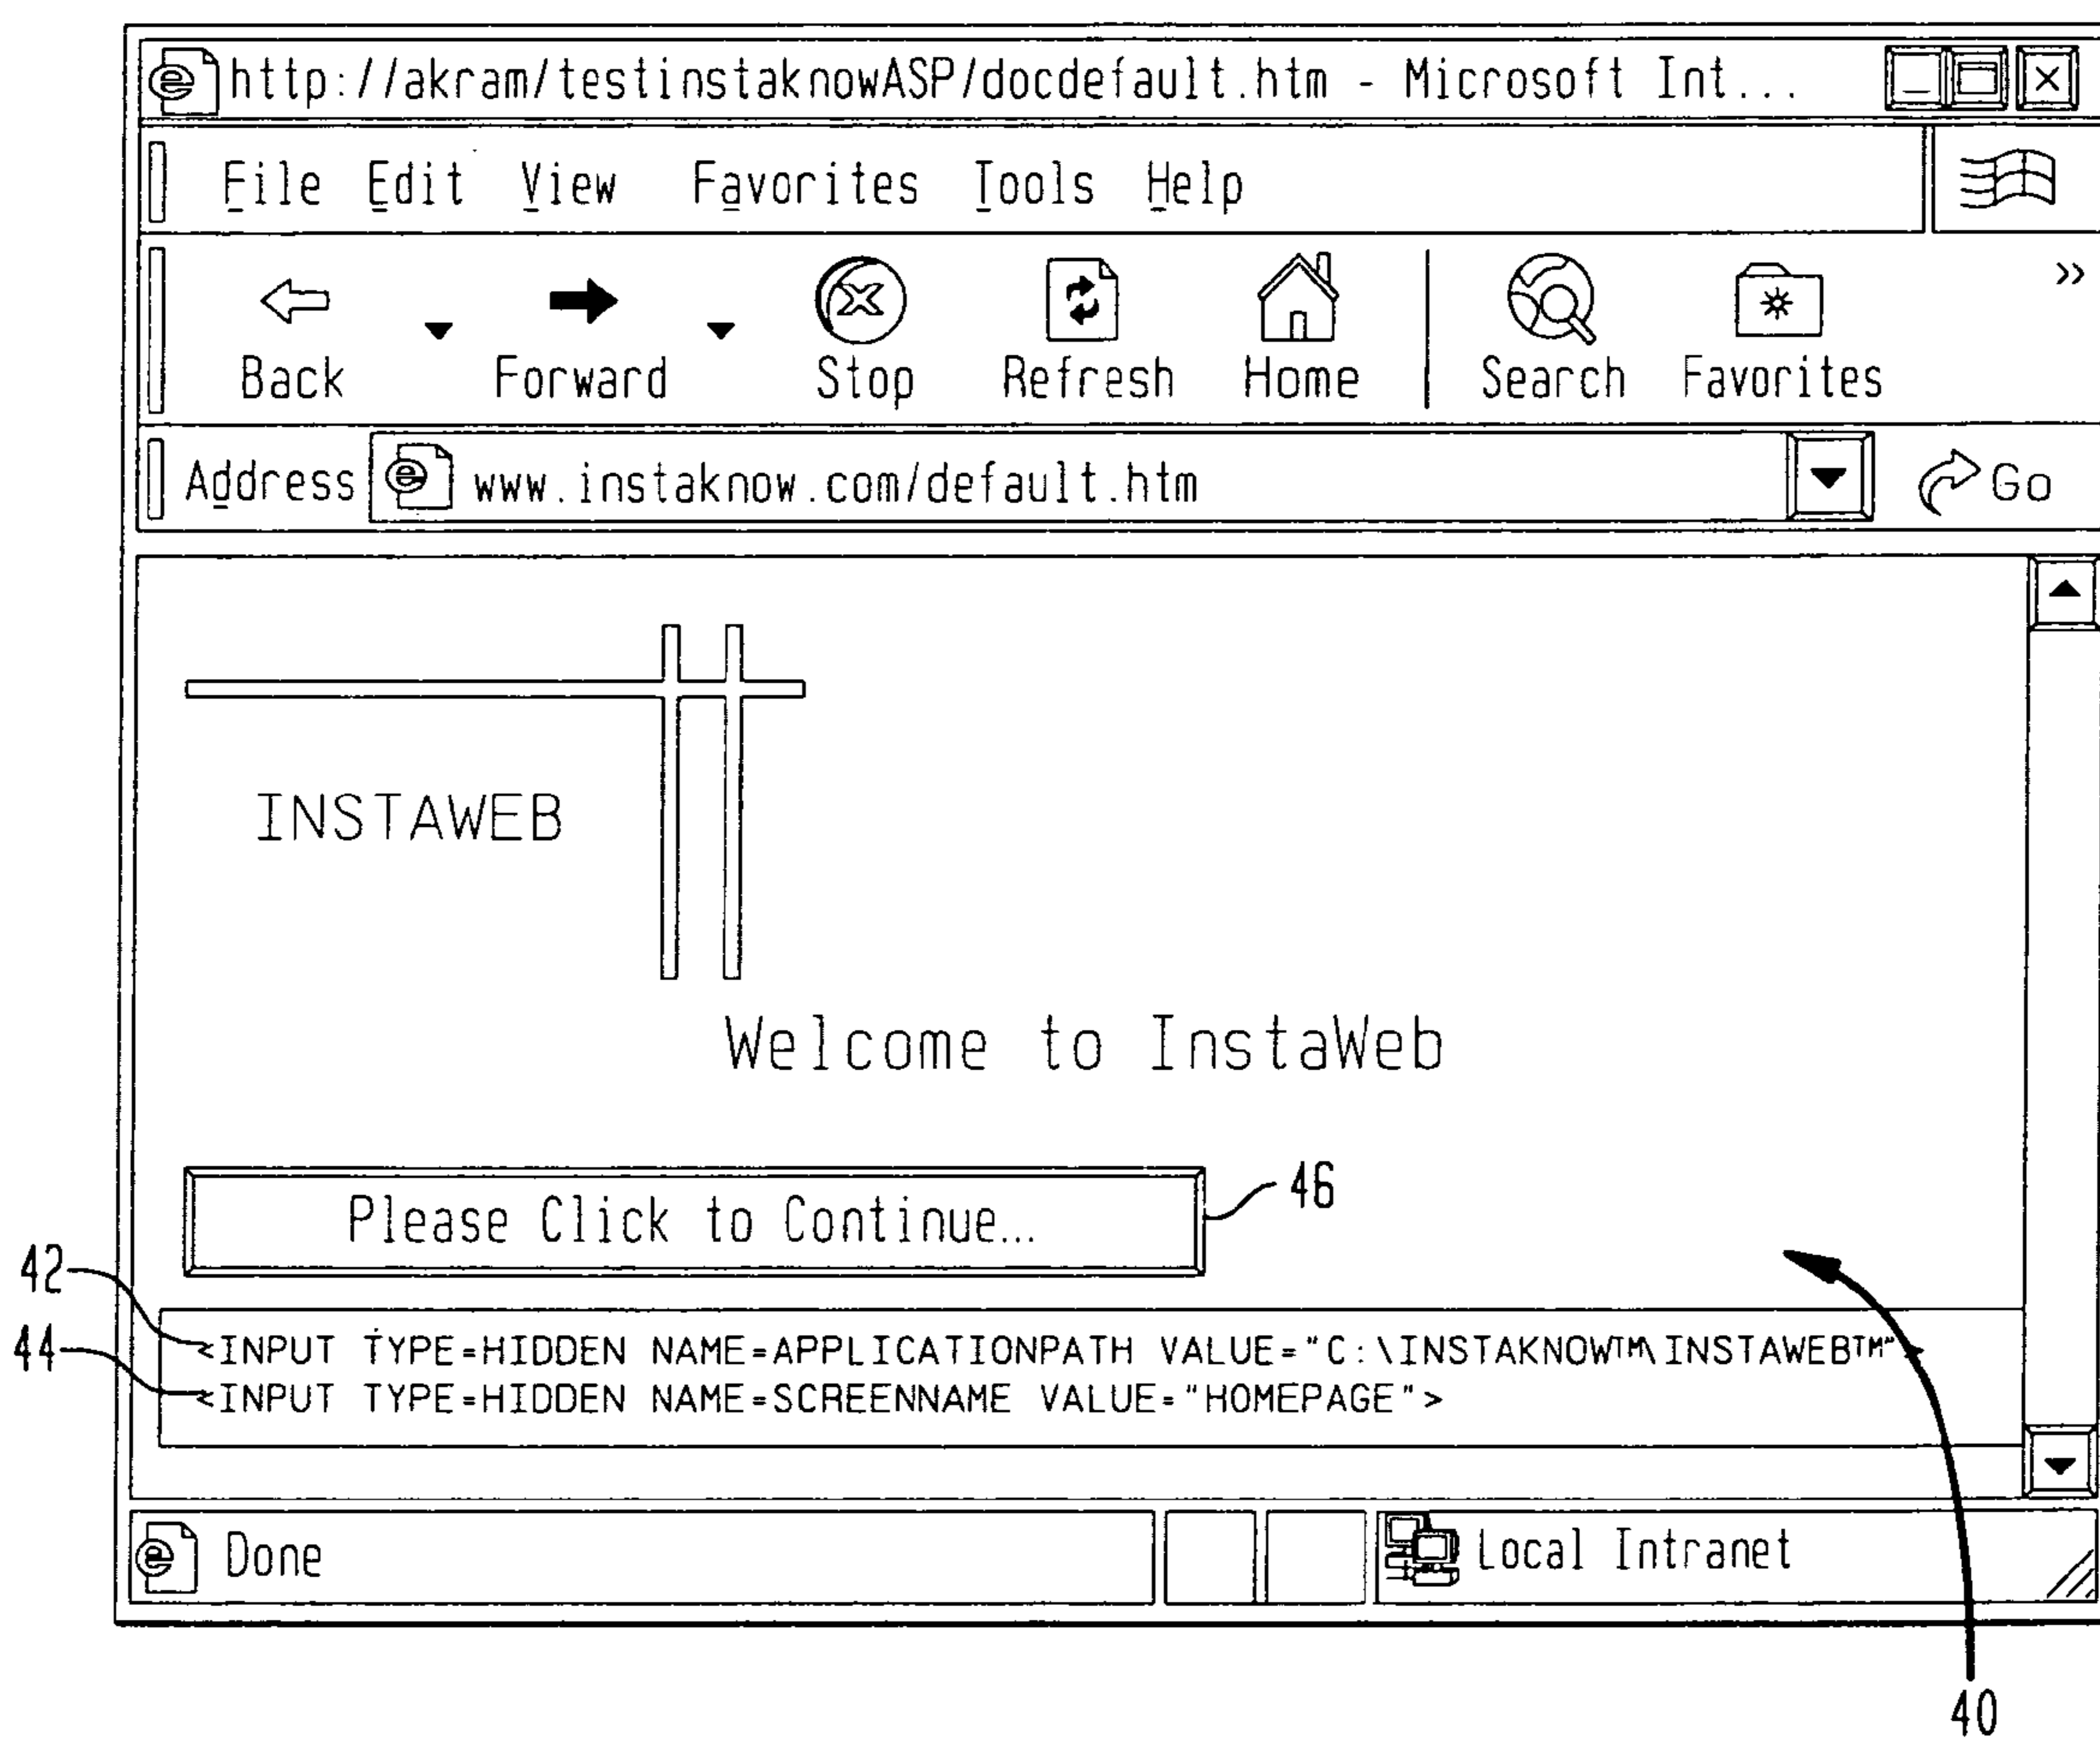 http://akram/testinstaknowASP/docdefault.htm - Microsoft Int...
File Edit View Favorites Tools Help
»
Back Forward Stop Refresh Home Search Favorites
Address www.instaknow.com/default.htm Go
INSTAWEB
Welcome to InstaWeb
Please Click to Continue...
46
42
<INPUT TYPE=HIDDEN NAME=APPLICATIONPATH VALUE="C:\INSTAKNOW™\INSTAWEB™">
44
<INPUT TYPE=HIDDEN NAME=SCREENNAME VALUE="HOMEPAGE">
Done Local Intranet
40